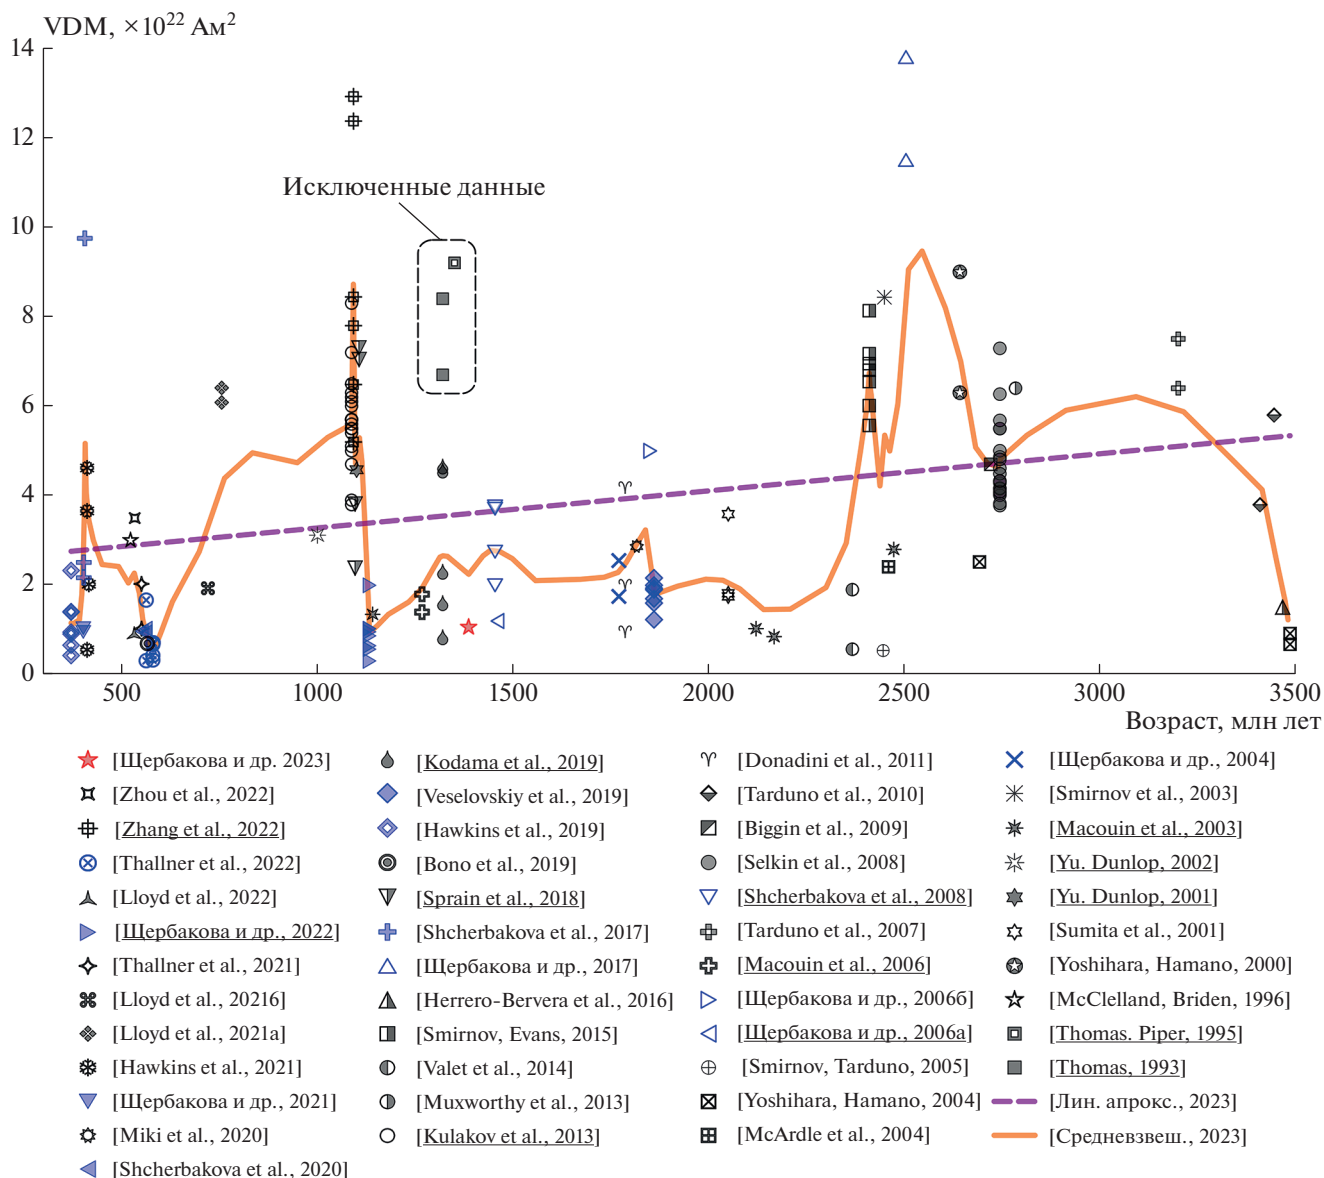 VDM, ×10²² Ам²
14
12
10
8
6
4
2
0
Исключенные данные
500
1000
1500
2000
2500
3000
3500
Возраст, млн лет
[Щербакова и др. 2023]
[Zhou et al., 2022]
[Zhang et al., 2022]
[Thallner et al., 2022]
[Lloyd et al., 2022]
[Щербакова и др., 2022]
[Thallner et al., 2021]
[Lloyd et al., 20216]
[Lloyd et al., 2021a]
[Hawkins et al., 2021]
[Щербакова и др., 2021]
[Miki et al., 2020]
[Shcherbakova et al., 2020]
[Kodama et al., 2019]
[Veselovskiy et al., 2019]
[Hawkins et al., 2019]
[Bono et al., 2019]
[Sprain et al., 2018]
[Shcherbakova et al., 2017]
[Щербакова и др., 2017]
[Herrero-Bervera et al., 2016]
[Smirnov, Evans, 2015]
[Valet et al., 2014]
[Muxworthy et al., 2013]
[Kulakov et al., 2013]
[Donadini et al., 2011]
[Tarduno et al., 2010]
[Biggin et al., 2009]
[Selkin et al., 2008]
[Shcherbakova et al., 2008]
[Tarduno et al., 2007]
[Macouin et al., 2006]
[Щербакова и др., 2006б]
[Щербакова и др., 2006а]
[Smirnov, Tarduno, 2005]
[Yoshihara, Hamano, 2004]
[McArdle et al., 2004]
[Щербакова и др., 2004]
[Smirnov et al., 2003]
[Macouin et al., 2003]
[Yu. Dunlop, 2002]
[Yu. Dunlop, 2001]
[Sumita et al., 2001]
[Yoshihara, Hamano, 2000]
[McClelland, Briden, 1996]
[Thomas. Piper, 1995]
[Thomas, 1993]
[Лин. апрокс., 2023]
[Средневзвеш., 2023]